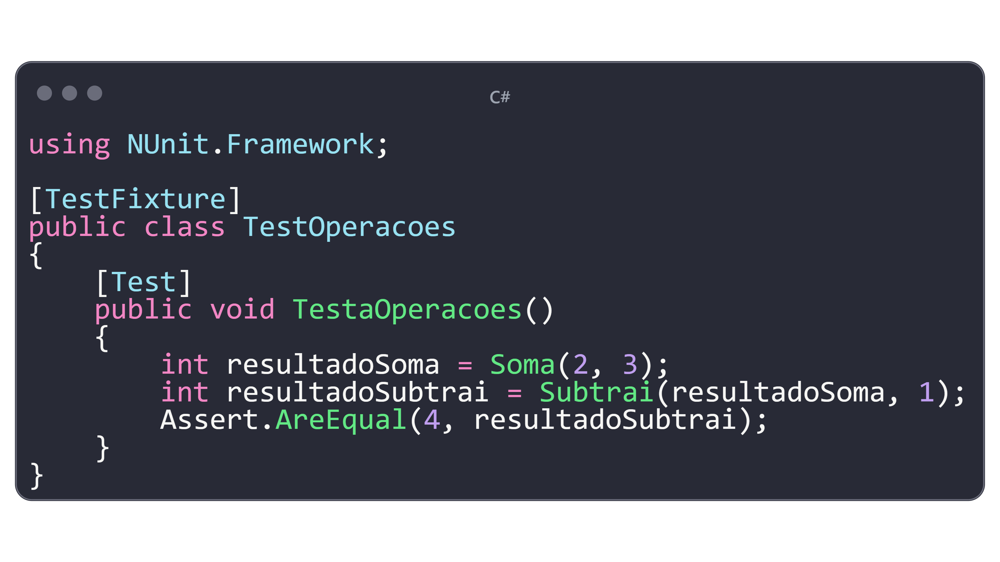 C#
using NUnit.Framework;
[TestFixture]
public class TestOperacoes
{
    [Test]
    public void TestaOperacoes()
    {
        int resultadoSoma = Soma(2, 3);
        int resultadoSubtrai = Subtrai(resultadoSoma, 1);
        Assert.AreEqual(4, resultadoSubtrai);
    }
}